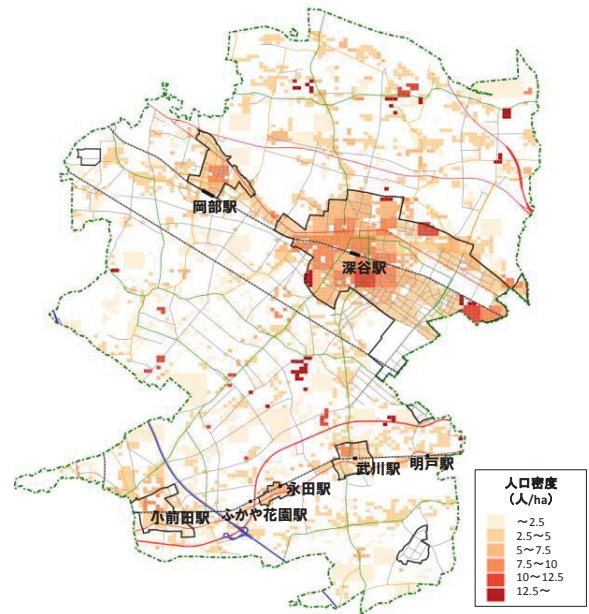 岡部駅
深谷駅
武川駅
明戸駅
永田駅
小前田駅
ふかや花園駅
人口密度
（人/ha）
～2.5
2.5～5
5～7.5
7.5～10
10～12.5
12.5～